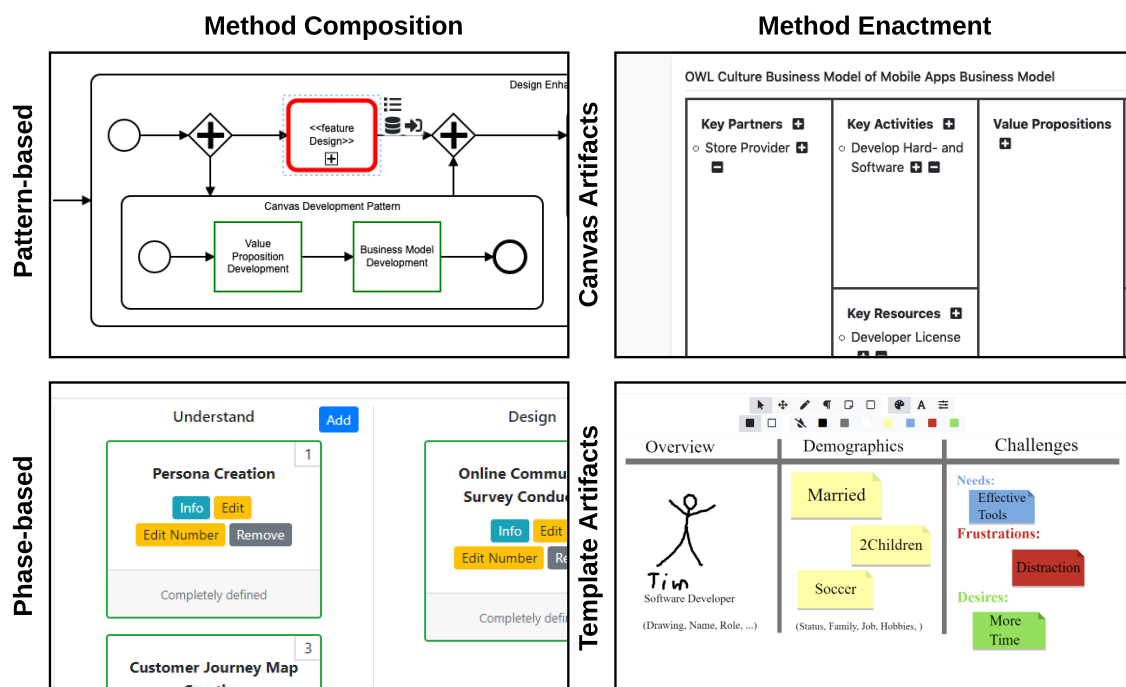 Method Composition
Method Enactment
Pattern-based
Design Enha
<<feature
Design>>
Canvas Development Pattern
Value
Proposition
Development
Business Model
Development
Canvas Artifacts
OWL Culture Business Model of Mobile Apps Business Model
Key Partners
Store Provider
Key Activities
Develop Hard- and
Software
Value Propositions
Key Resources
Developer License
Phase-based
Understand
Add
Design
1
Persona Creation
Info Edit
Edit Number Remove
Completely defined
3
Customer Journey Map
Online Commu
Survey Conduc
Info Edit
Edit Number Re
Completely defin
Template Artifacts
Overview
Demographics
Challenges
Tim
Software Developer
(Drawing, Name, Role, ...)
Married
2Children
Soccer
(Status, Family, Job, Hobbies, )
Needs:
Effective
Tools
Frustrations:
Distraction
Desires:
More
Time